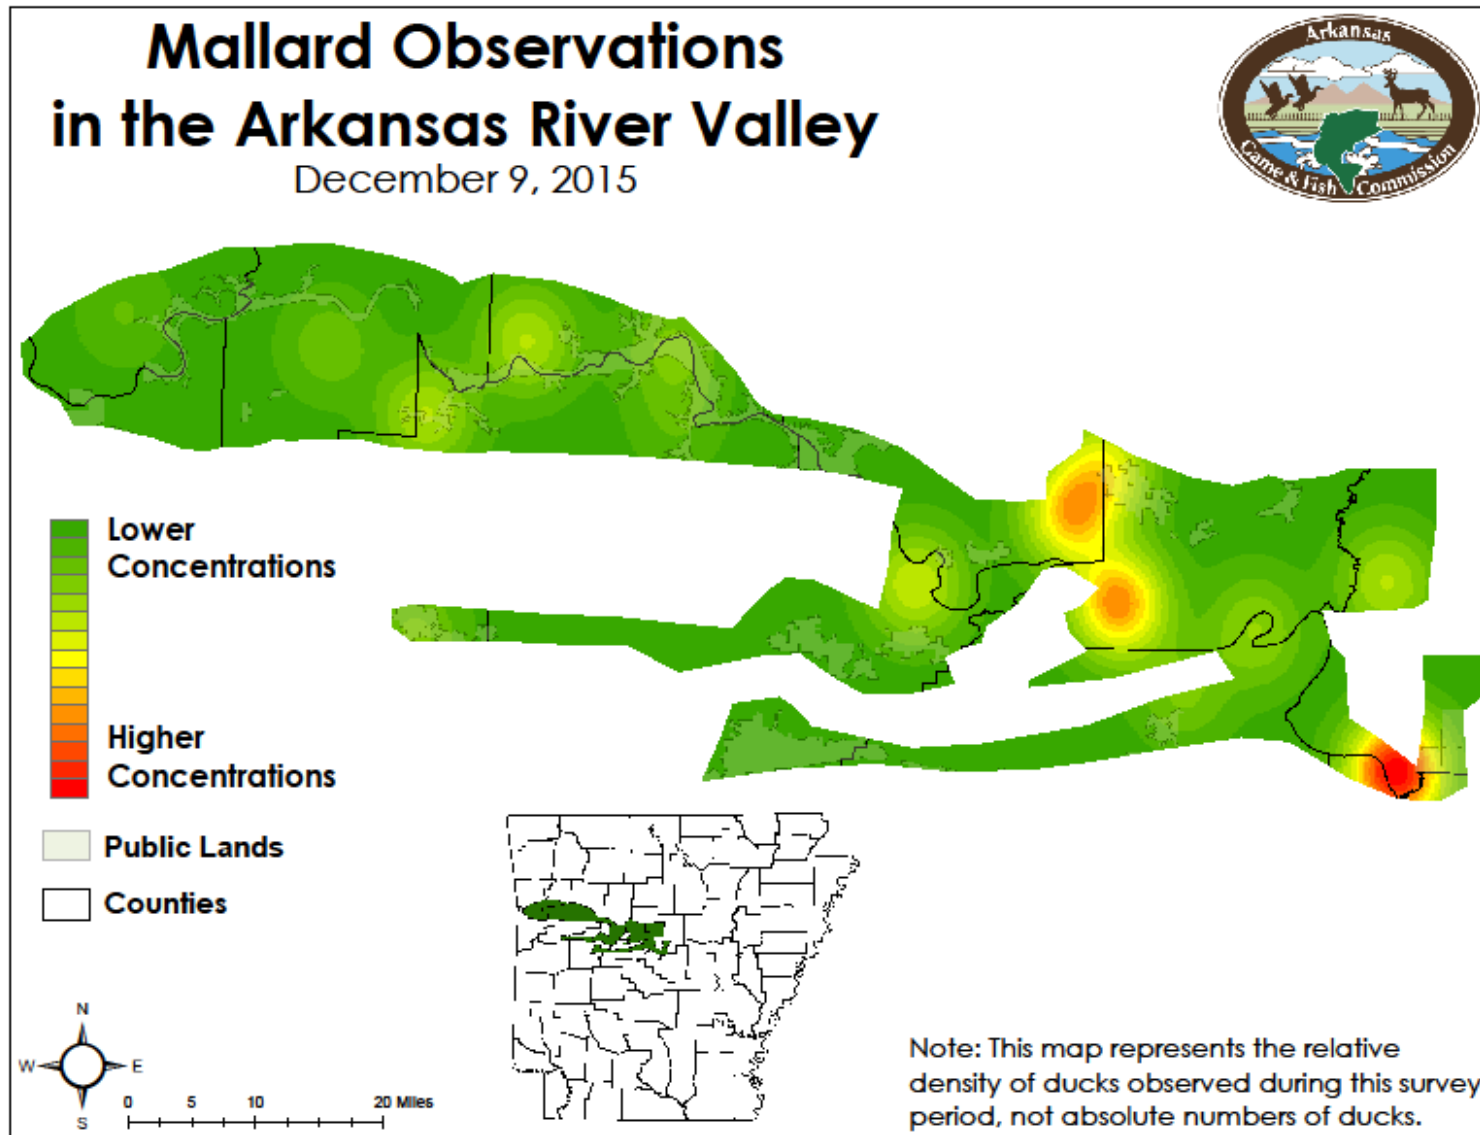 Mallard Observations
in the Arkansas River Valley
December 9, 2015
Arkansas
Game & Fish Commission
Lower
Concentrations
Higher
Concentrations
Public Lands
Counties
N
W E
S
0 5 10 20 Miles
Note: This map represents the relative
density of ducks observed during this survey
period, not absolute numbers of ducks.